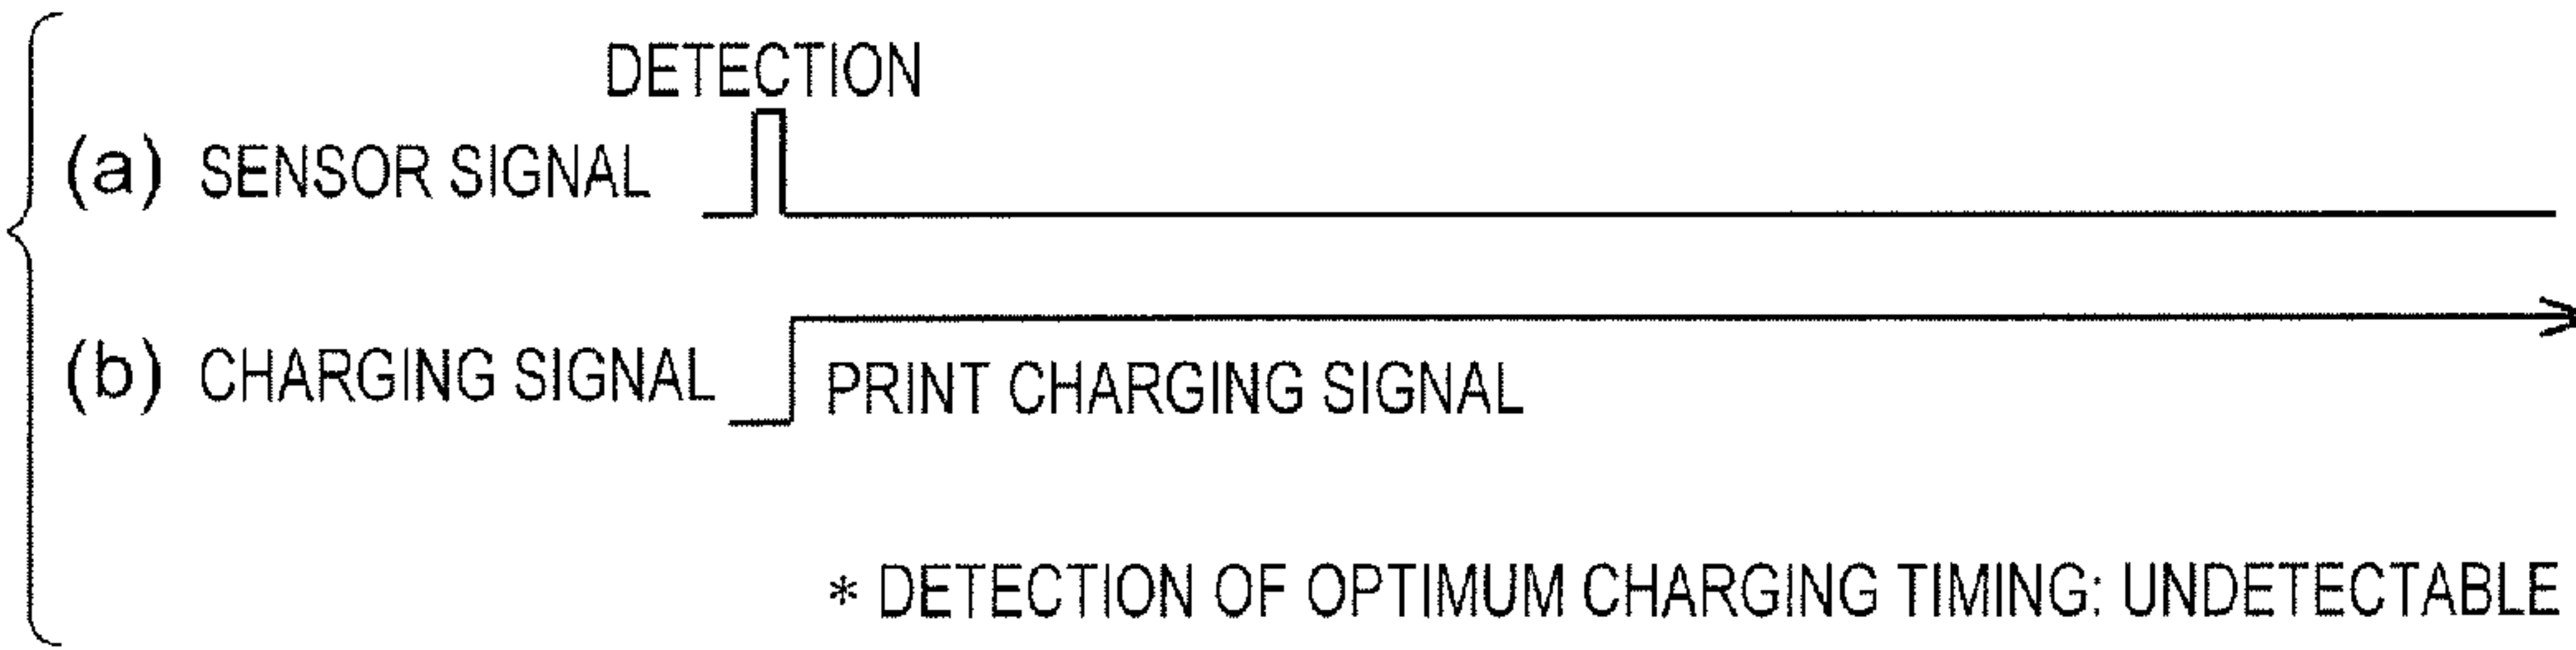 DETECTION
(a) SENSOR SIGNAL
(b) CHARGING SIGNAL
PRINT CHARGING SIGNAL
* DETECTION OF OPTIMUM CHARGING TIMING: UNDETECTABLE